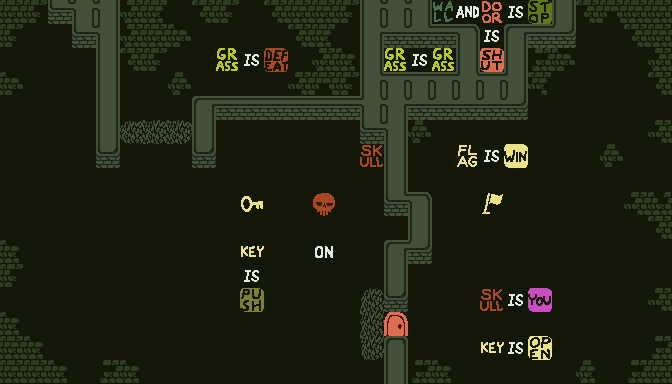 WALL AND DOOR IS STOP
IS
SHUT
GRASS IS DEFEAT
GRASS IS GRASS
SKULL
FLAG IS WIN
KEY
IS
PUSH
ON
SKULL IS YOU
KEY IS OPEN